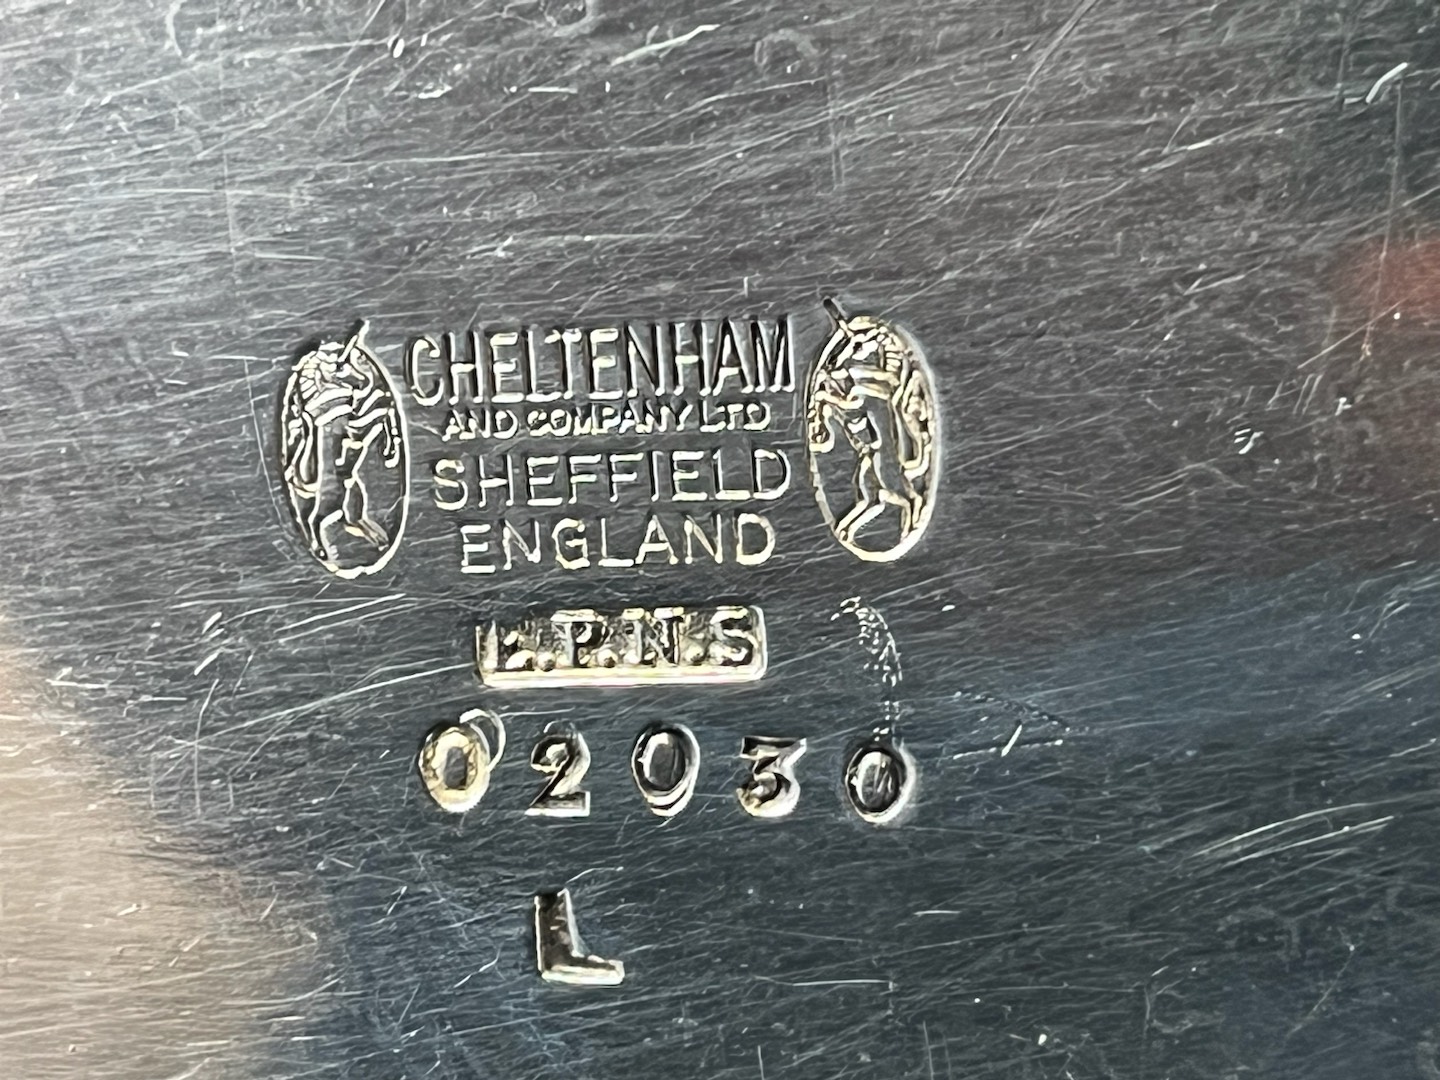 CHELTENHAM
AND COMPANY LTD
SHEFFIELD
ENGLAND
E.P.N.S
02030
L